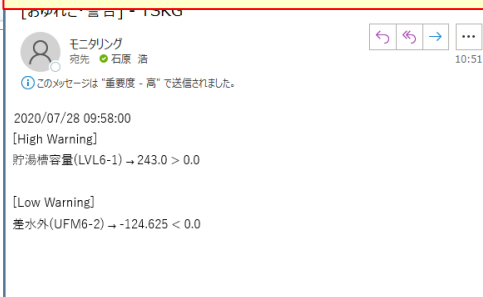 モニタリング
宛先 石原 浩
10:51
このメッセージは "重要度 - 高" で送信されました。
2020/07/28 09:58:00
[High Warning]
貯湯槽容量(LVL6-1) → 243.0 > 0.0
[Low Warning]
差水外(UFM6-2) → -124.625 < 0.0